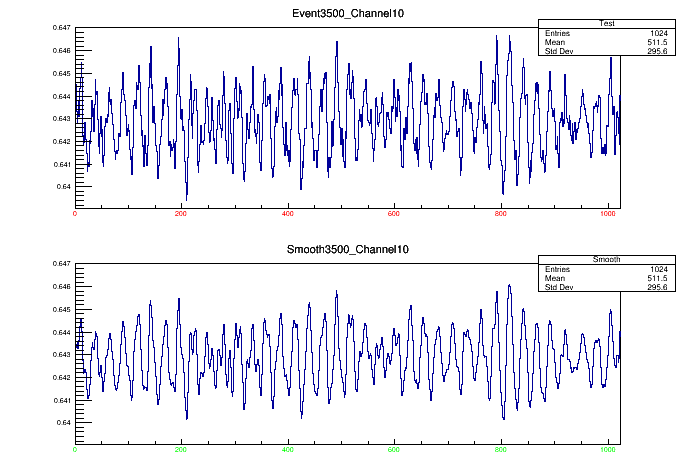 Event3500_Channel10
Test
Entries 1024
Mean 511.5
Std Dev 295.6
0.647
0.646
0.645
0.644
0.643
0.642
0.641
0.64
0 200 400 600 800 1000
Smooth3500_Channel10
Smooth
Entries 1024
Mean 511.5
Std Dev 295.6
0.647
0.646
0.645
0.644
0.643
0.642
0.641
0.64
0 200 400 600 800 1000